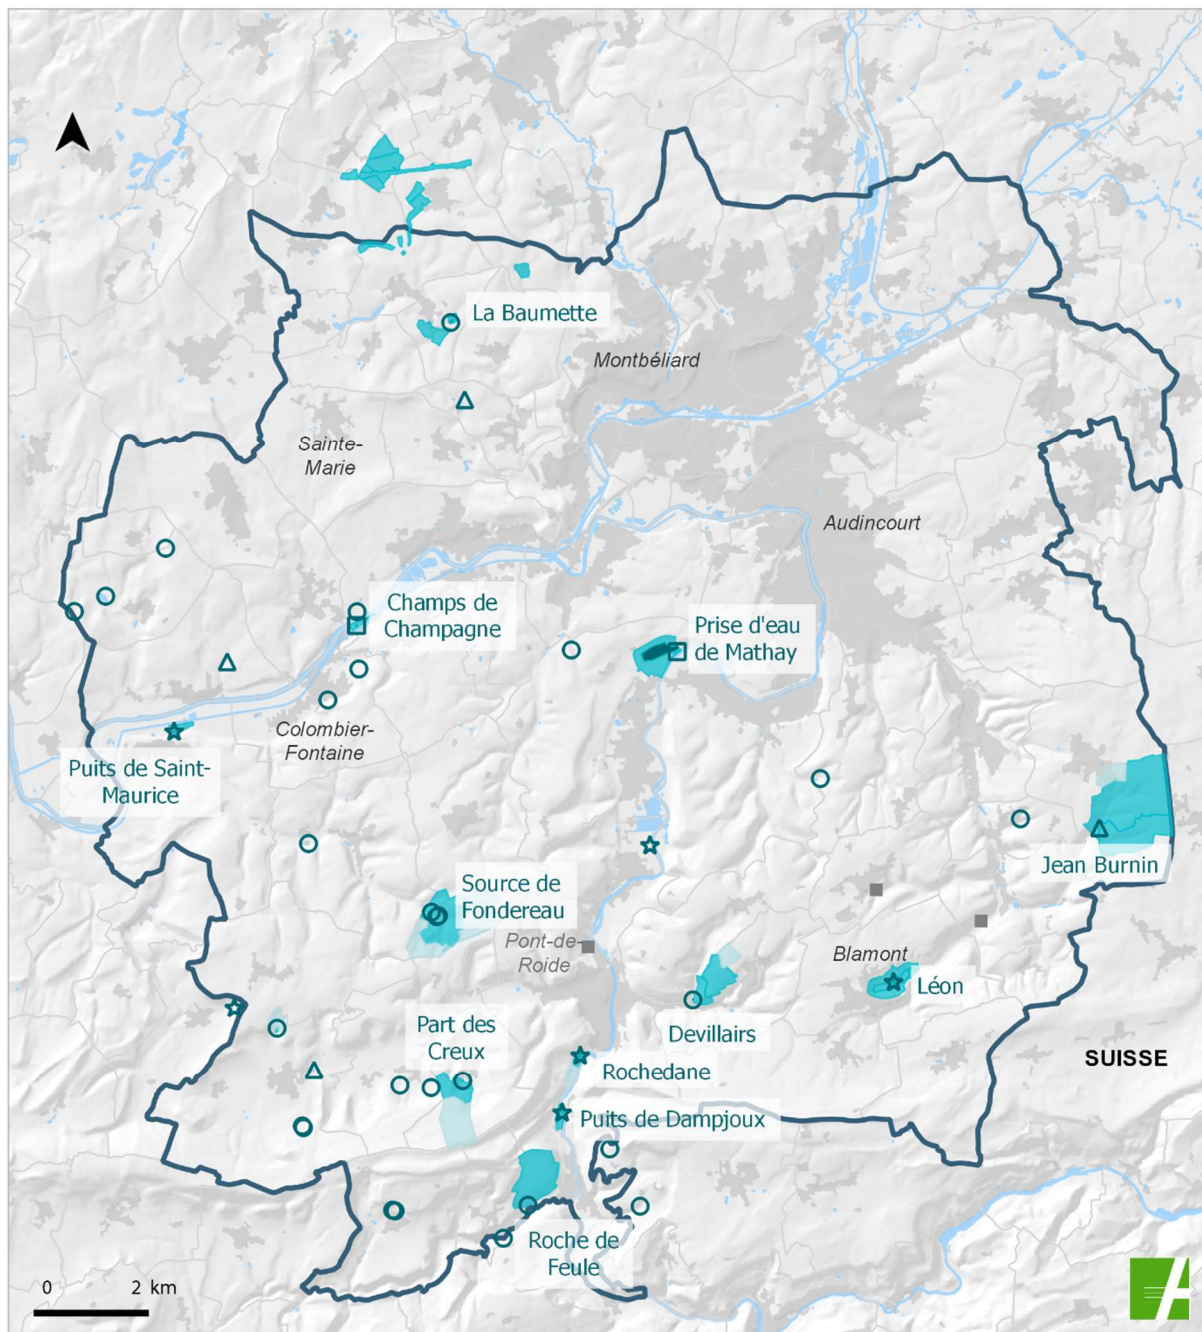 La Baumette
Montbéliard
Sainte-
Marie
Audincourt
Champs de
Champagne
Prise d'eau
de Mathay
Colombier-
Fontaine
Puits de Saint-
Maurice
Jean Burnin
Source de
Fondereau
Pont-de-
Roide
Blamont
Léon
Devillairs
Part des
Creux
SUISSE
Rochedane
Puits de Dampjoux
Roche de
Feule
0 2 km